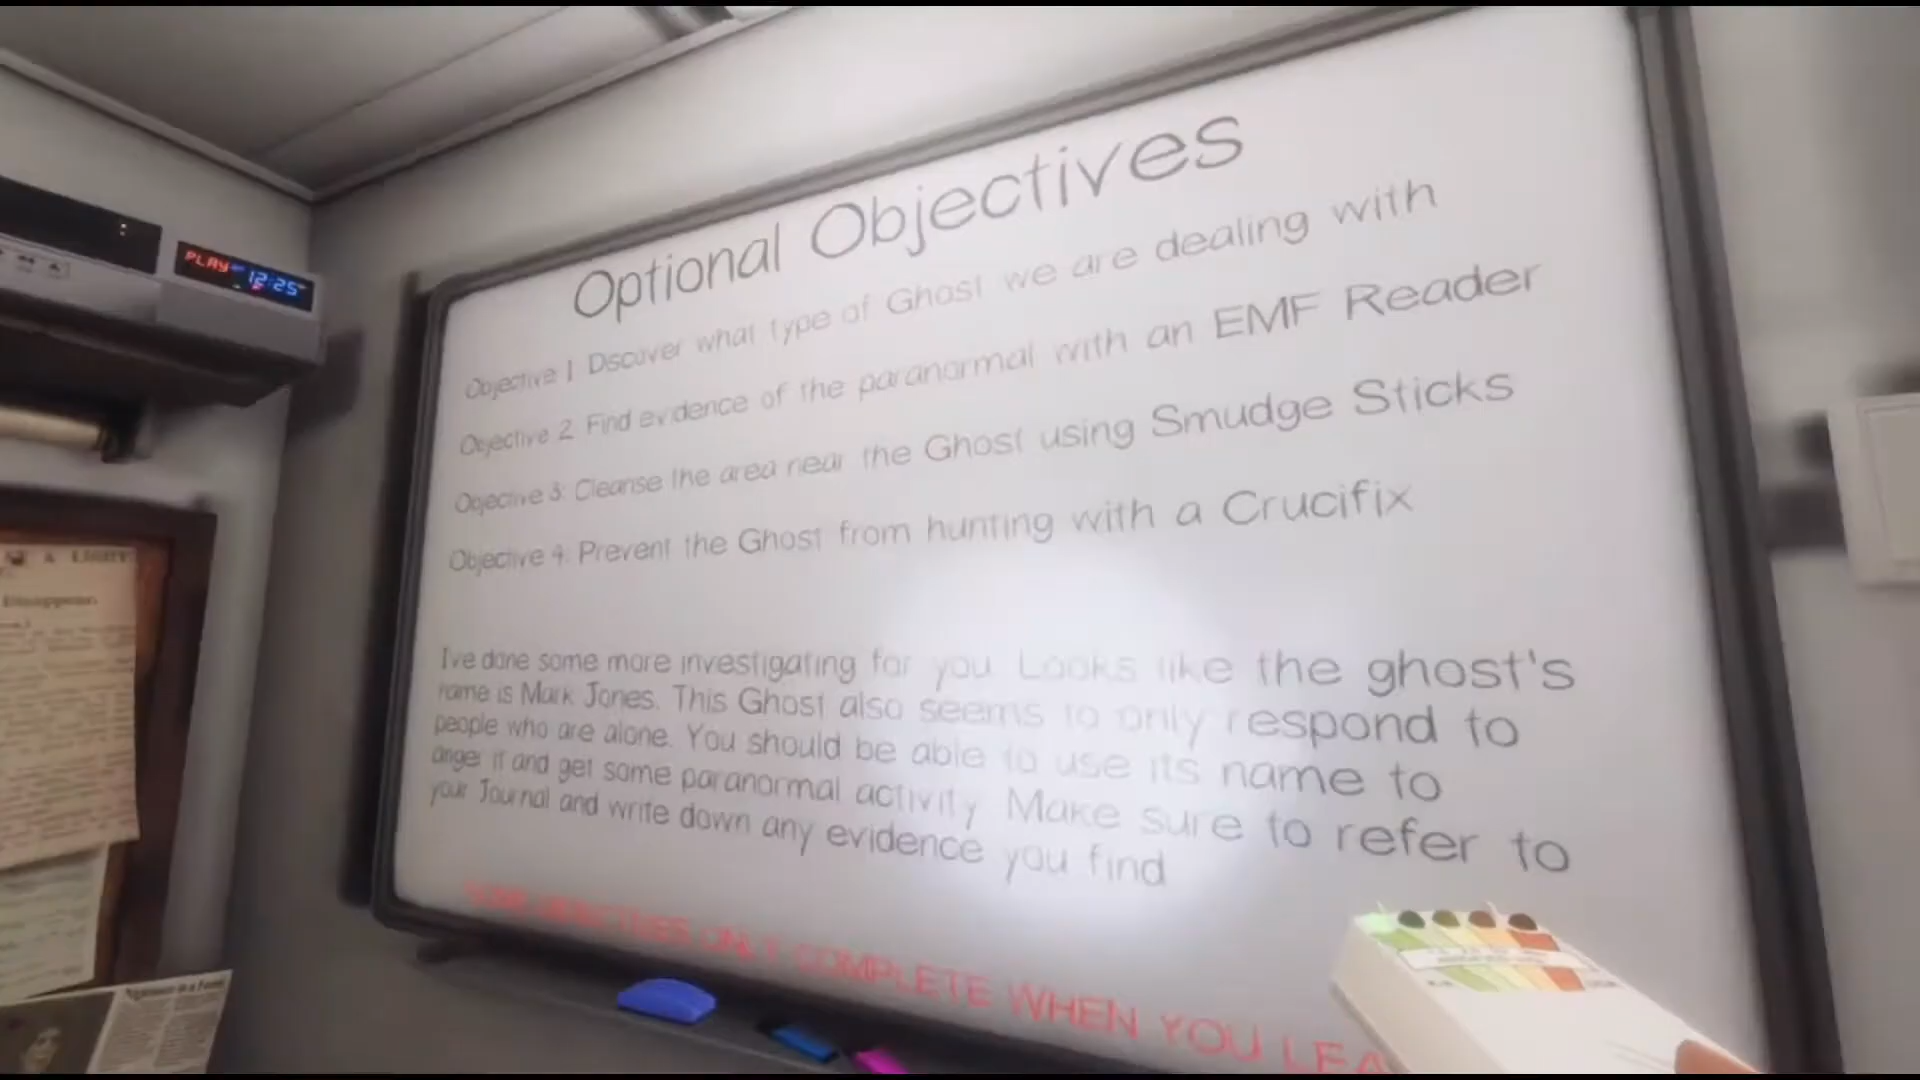 Optional Objectives
Objective 1: Discover what type of Ghost we are dealing with
Objective 2: Find evidence of the paranormal with an EMF Reader
Objective 3: Cleanse the area near the Ghost using Smudge Sticks
Objective 4: Prevent the Ghost from hunting with a Crucifix
I've done some more investigating for you. Looks like the ghost's
name is Mark Jones. This Ghost also seems to only respond to
people who are alone. You should be able to use its name to
anger it and get some paranormal activity. Make sure to refer to
your Journal and write down any evidence you find
SOME OBJECTIVES ONLY COMPLETE WHEN YOU LEA
PLAY 12:25
A LIGHT